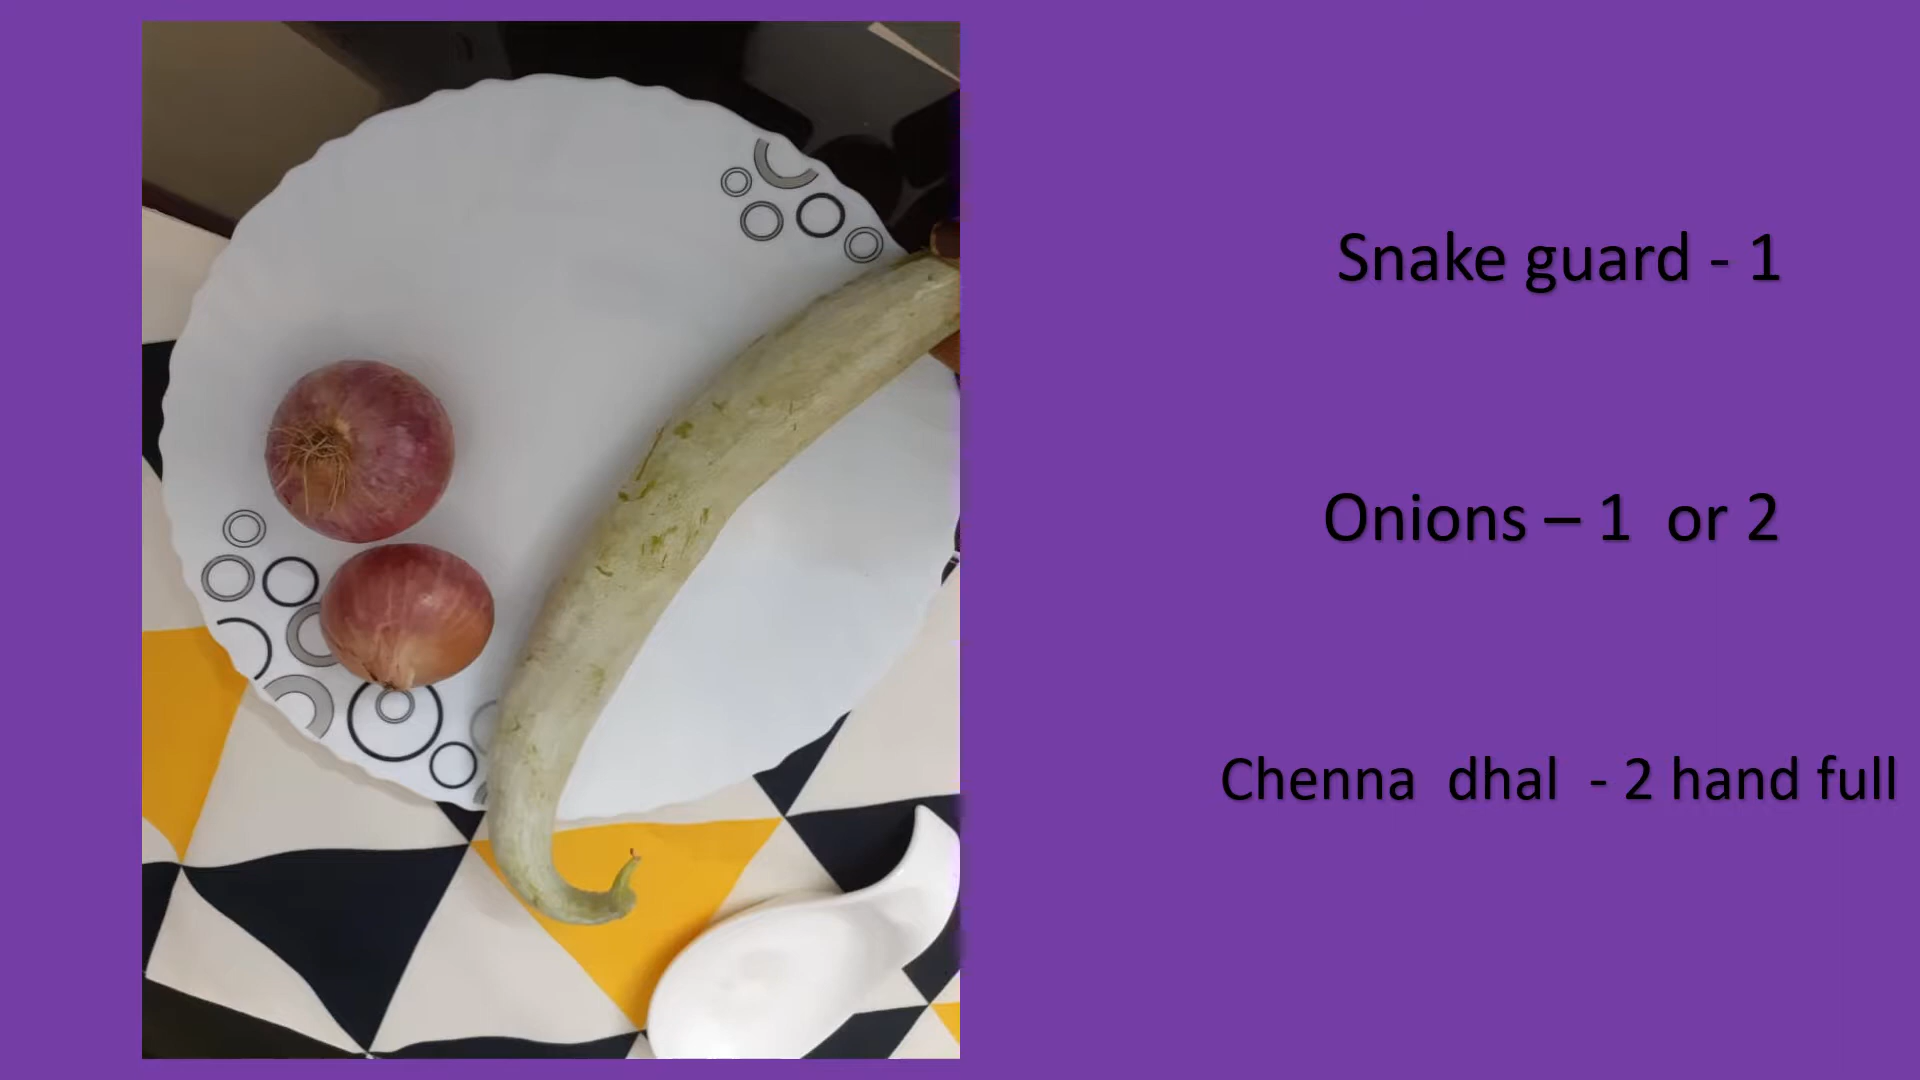 Snake guard - 1
Onions – 1 or 2
Chenna dhal - 2 hand full